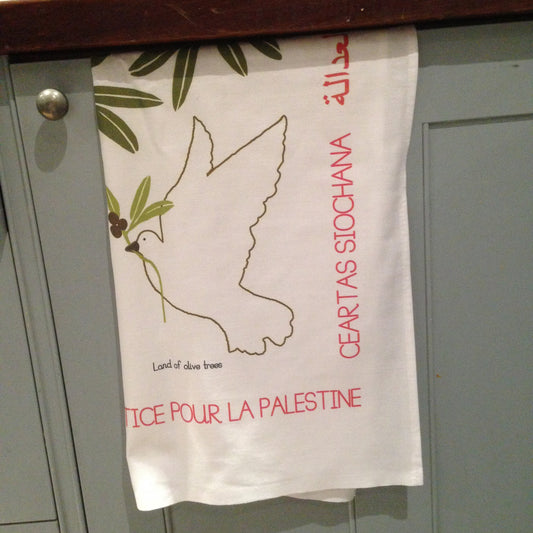 العدالة
CEARTAS SIOCHANA
Land of olive trees
TICE POUR LA PALESTINE